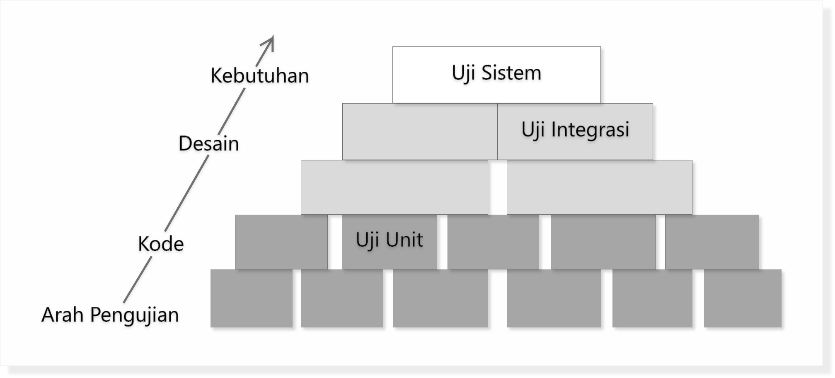 Uji Sistem
Kebutuhan
Uji Integrasi
Desain
Uji Unit
Kode
Arah Pengujian